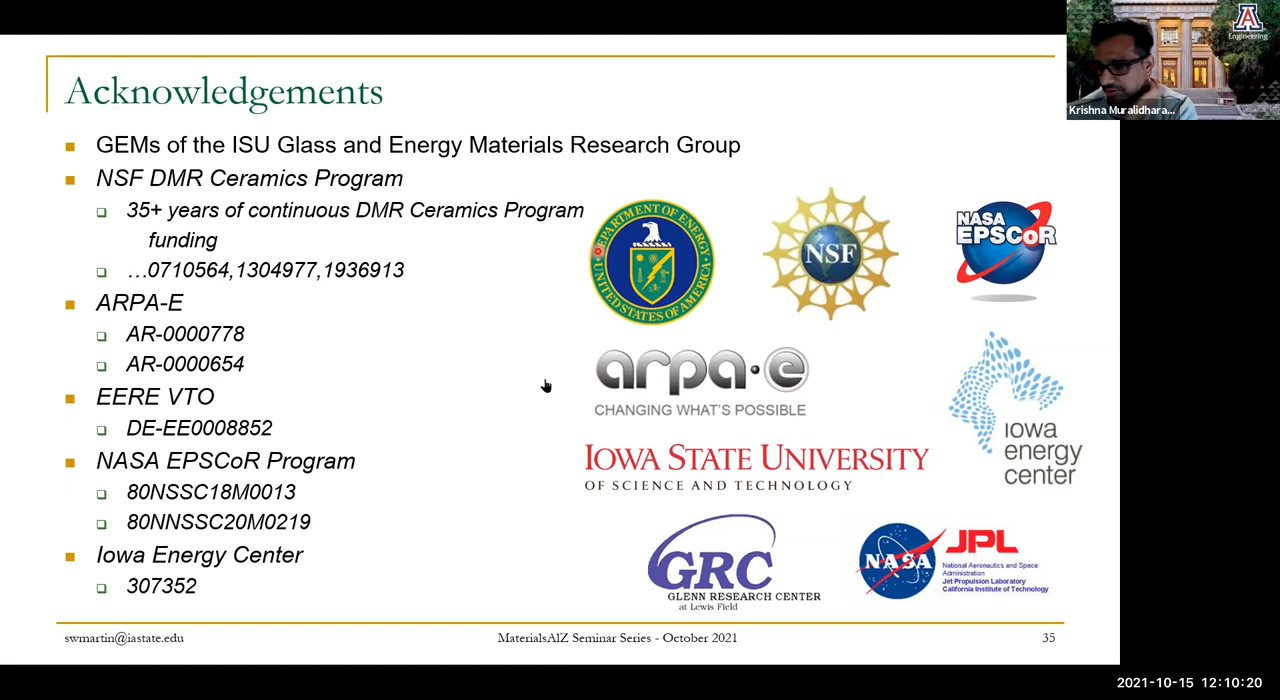 Acknowledgements
GEMs of the ISU Glass and Energy Materials Research Group
NSF DMR Ceramics Program
35+ years of continuous DMR Ceramics Program
funding
…0710564,1304977,1936913
ARPA-E
AR-0000778
AR-0000654
EERE VTO
DE-EE0008852
NASA EPSCoR Program
80NSSC18M0013
80NNSSC20M0219
Iowa Energy Center
307352
DEPARTMENT OF ENERGY
UNITED STATES OF AMERICA
NSF
NASA
EPSCoR
arpa·e
CHANGING WHAT'S POSSIBLE
iowa
energy
center
IOWA STATE UNIVERSITY
OF SCIENCE AND TECHNOLOGY
GRC
GLENN RESEARCH CENTER
at Lewis Field
NASA
JPL
National Aeronautics and Space
Administration
Jet Propulsion Laboratory
California Institute of Technology
swmartin@iastate.edu
MaterialsAlZ Seminar Series - October 2021
35
A
Engineering
Krishna Muralidhara...
2021-10-15 12:10:20